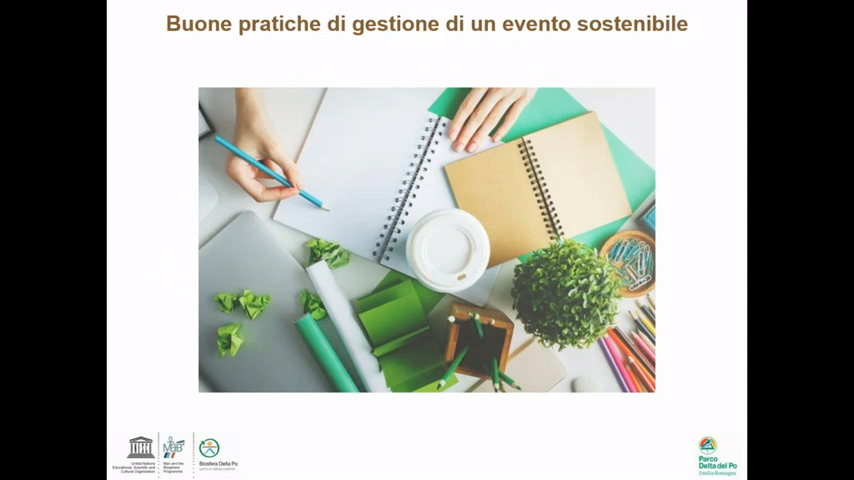 Buone pratiche di gestione di un evento sostenibile
United Nations
Educational, Scientific and
Cultural Organization
MAB
Man and the
Biosphere
Programme
Biosfera Delta Po
Parco
Delta del Po
Emilia-Romagna